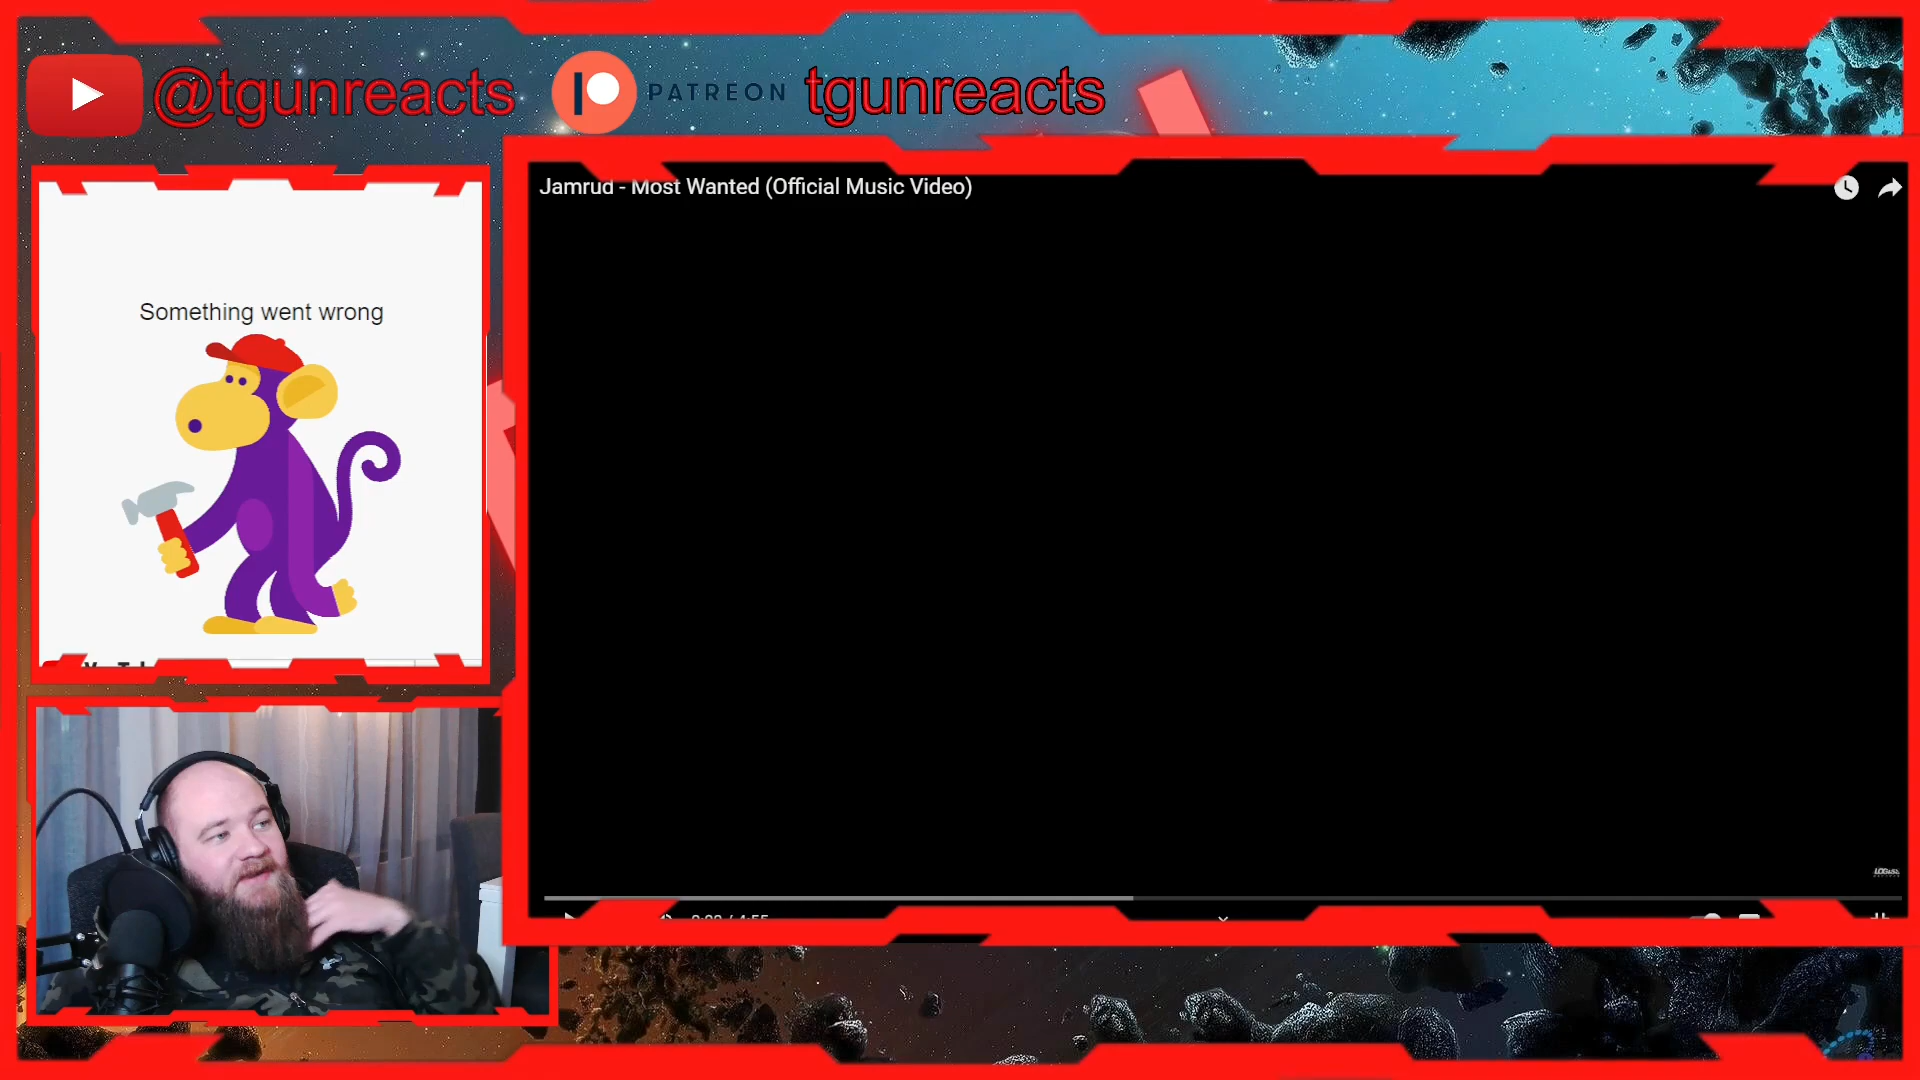 @tgunreacts
PATREON
tgunreacts
Jamrud - Most Wanted (Official Music Video)
Something went wrong